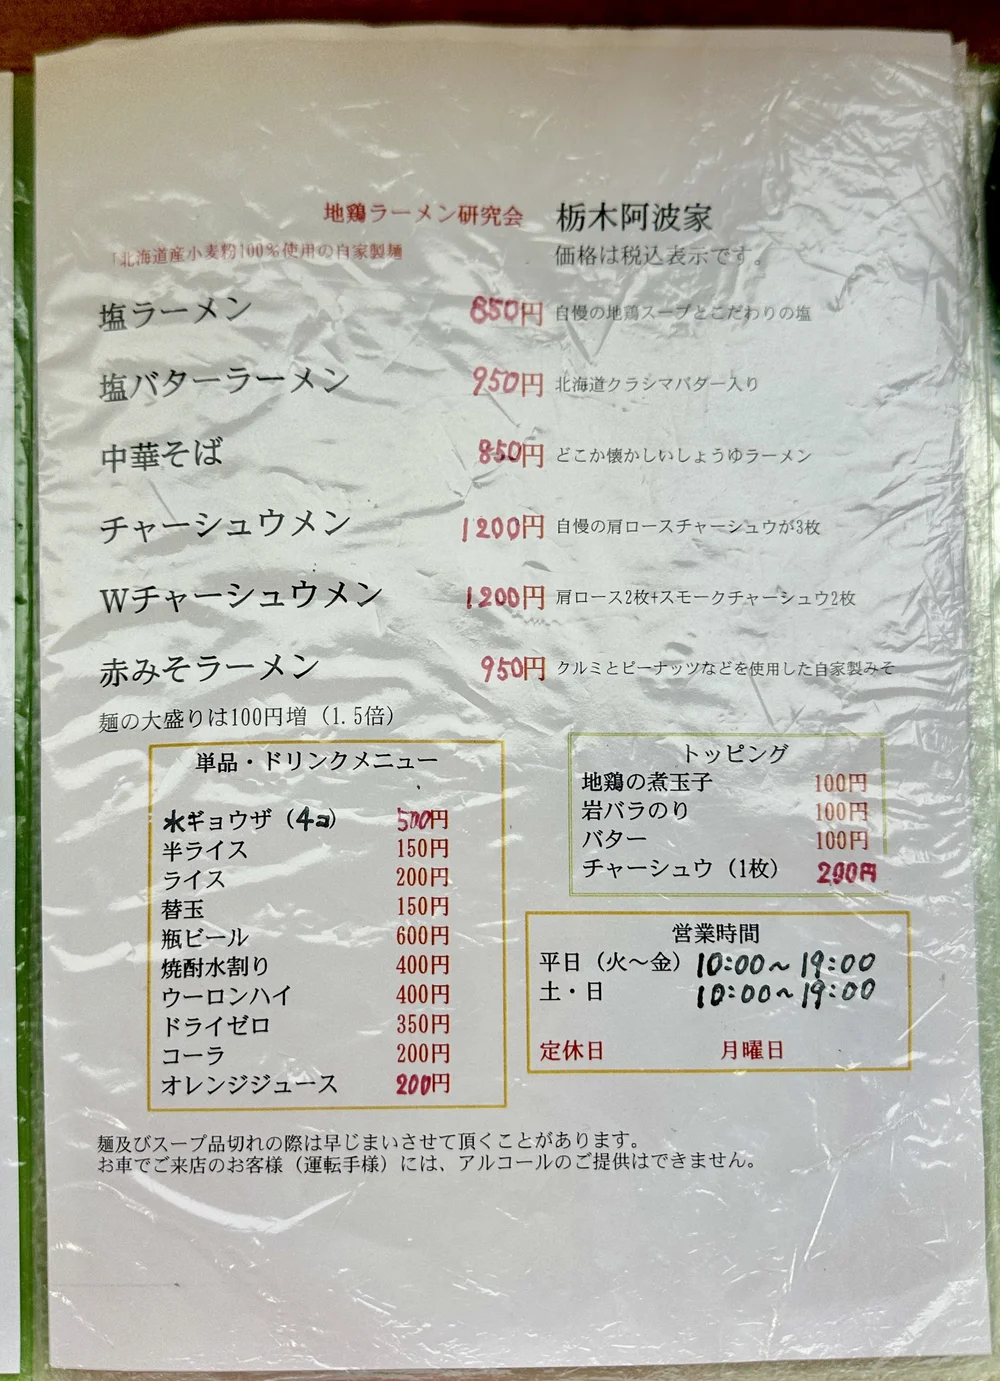 地鶏ラーメン研究会 栃木阿波家
「北海道産小麦粉100%使用の自家製麺
価格は税込表示です。
塩ラーメン 850円 自慢の地鶏スープとこだわりの塩
塩バターラーメン 950円 北海道クラシマバター入り
中華そば 850円 どこか懐かしいしょうゆラーメン
チャーシュウメン 1200円 自慢の肩ロースチャーシュウが3枚
Wチャーシュウメン 1200円 肩ロース2枚+スモークチャーシュウ2枚
赤みそラーメン 950円 クルミとピーナッツなどを使用した自家製みそ
麺の大盛りは100円増（1.5倍）
単品・ドリンクメニュー
水ギョウザ（4コ） 500円
半ライス 150円
ライス 200円
替玉 150円
瓶ビール 600円
焼酎水割り 400円
ウーロンハイ 400円
ドライゼロ 350円
コーラ 200円
オレンジジュース 200円
トッピング
地鶏の煮玉子 100円
岩バラのり 100円
バター 100円
チャーシュウ（1枚） 200円
営業時間
平日（火～金）10:00～19:00
土・日 10:00～19:00
定休日 月曜日
麺及びスープ品切れの際は早じまいさせて頂くことがあります。
お車でご来店のお客様（運転手様）には、アルコールのご提供はできません。